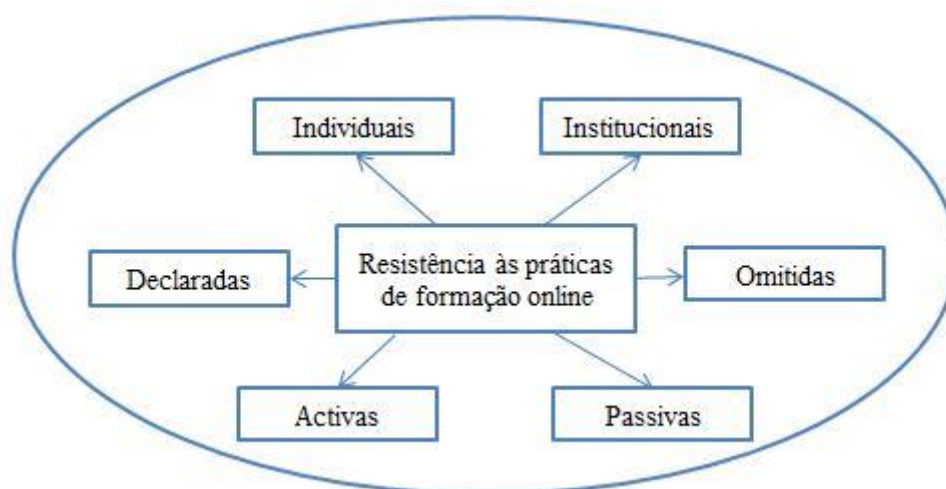 Individuais
Institucionais
Declaradas
Resistência às práticas
de formação online
Omitidas
Activas
Passivas